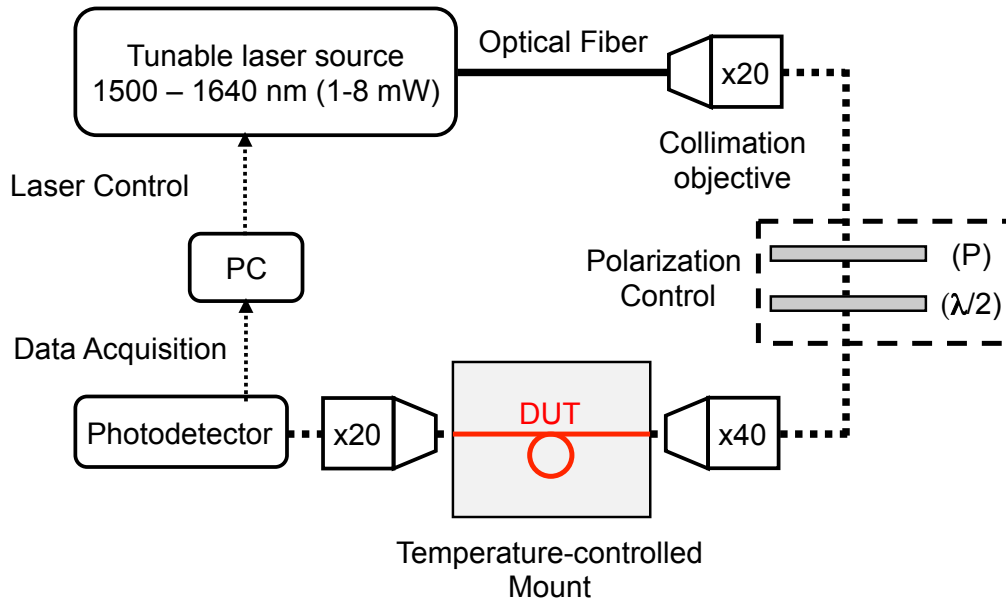 Tunable laser source
1500 – 1640 nm (1-8 mW)
Optical Fiber
x20
Collimation
objective
Laser Control
PC
Polarization
Control
(P)
(λ/2)
Data Acquisition
Photodetector
x20
DUT
x40
Temperature-controlled
Mount